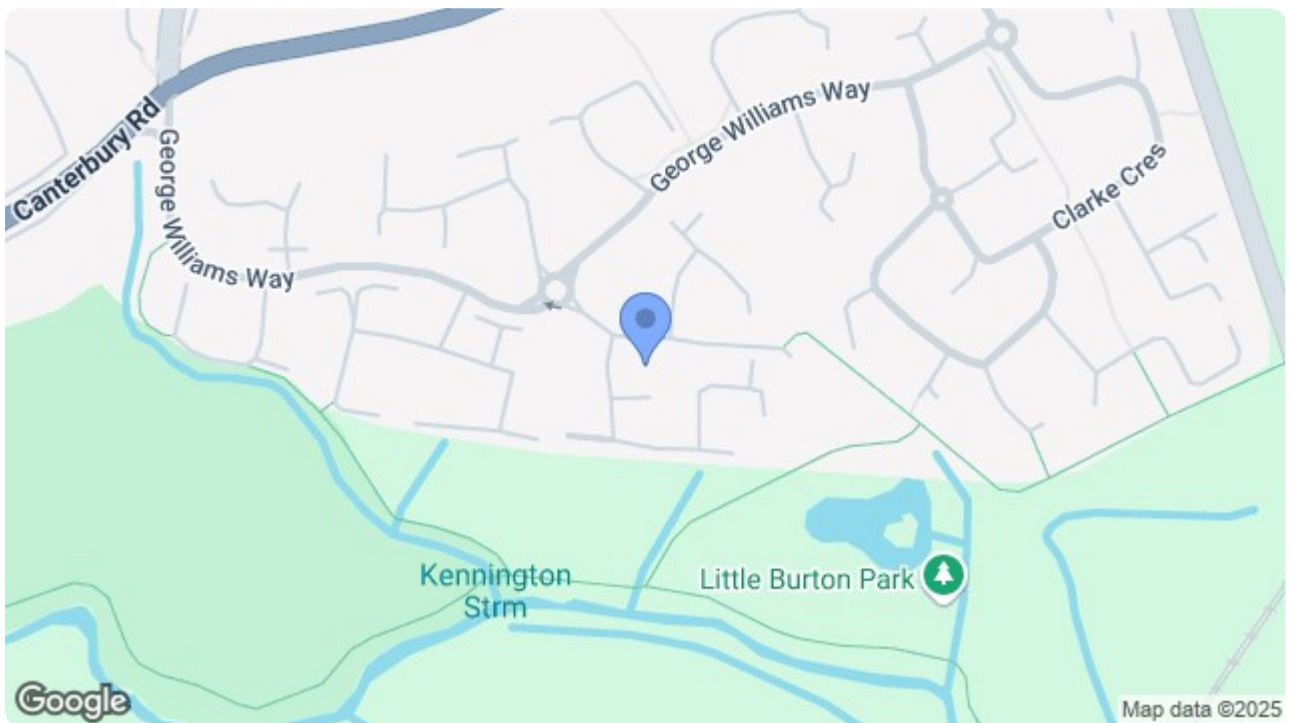 Canterbury Rd
George Williams Way
George Williams Way
Clarke Cres
Kennington
Strm
Little Burton Park
Google
Map data ©2025